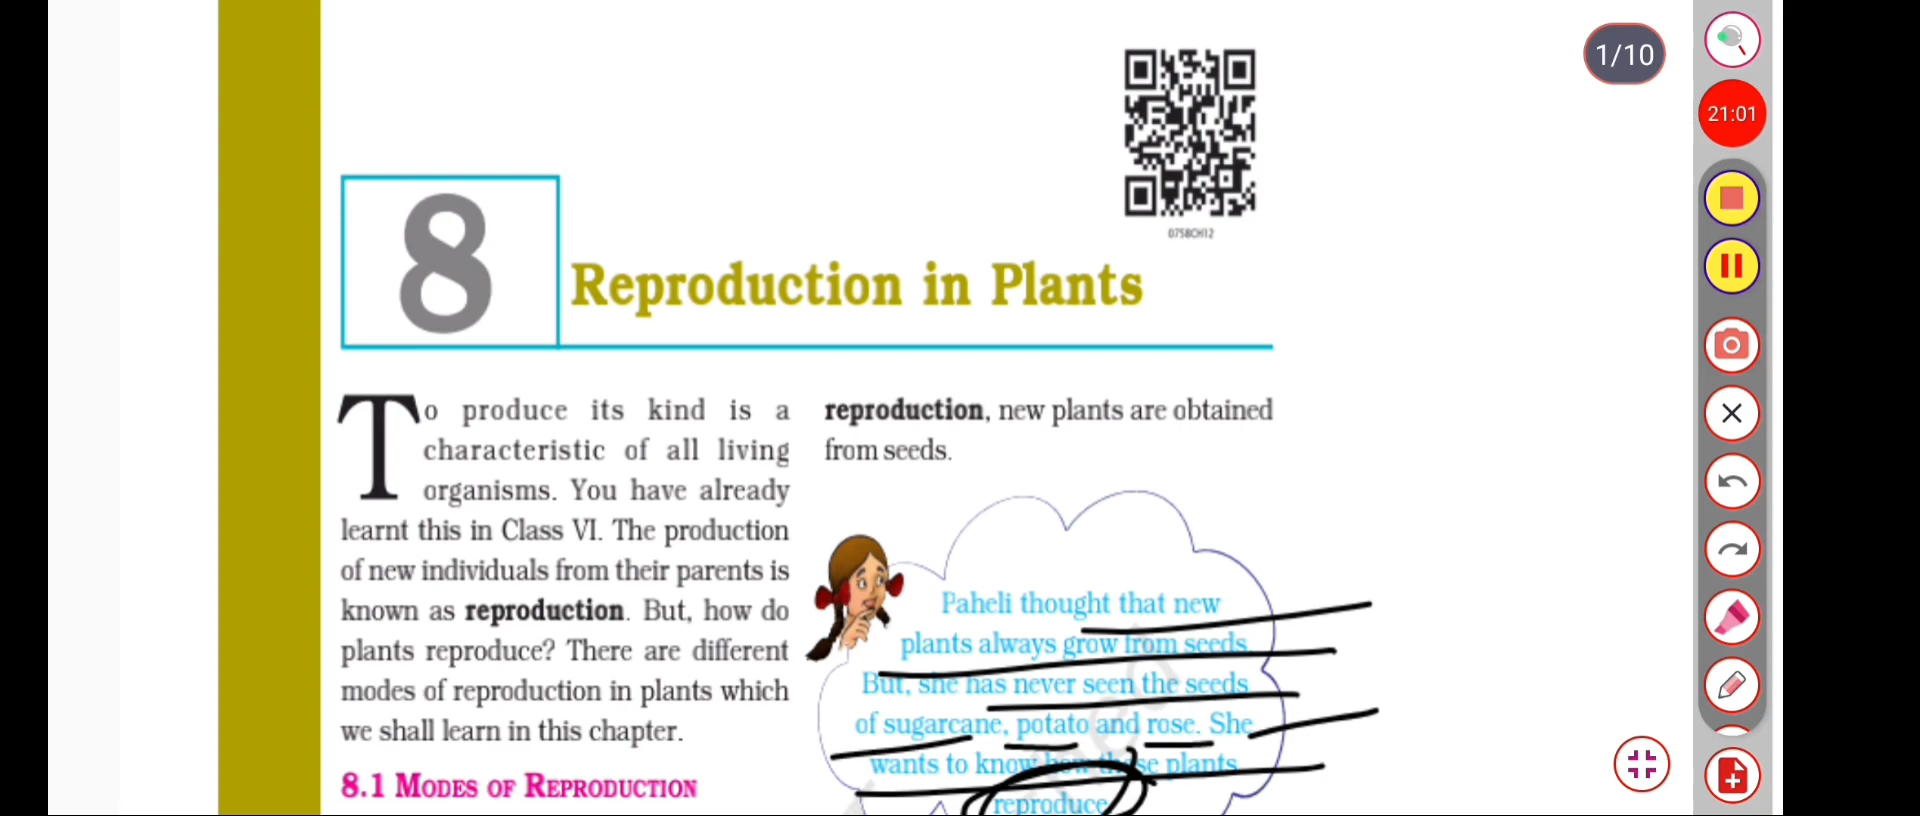 1/10
21:01
0758CH12
8
Reproduction in Plants
To produce its kind is a
characteristic of all living
organisms. You have already
learnt this in Class VI. The production
of new individuals from their parents is
known as reproduction. But, how do
plants reproduce? There are different
modes of reproduction in plants which
we shall learn in this chapter.
8.1 MODES OF REPRODUCTION
reproduction, new plants are obtained
from seeds.
Paheli thought that new
plants always grow from seeds.
But, she has never seen the seeds
of sugarcane, potato and rose. She
wants to know how these plants
reproduce